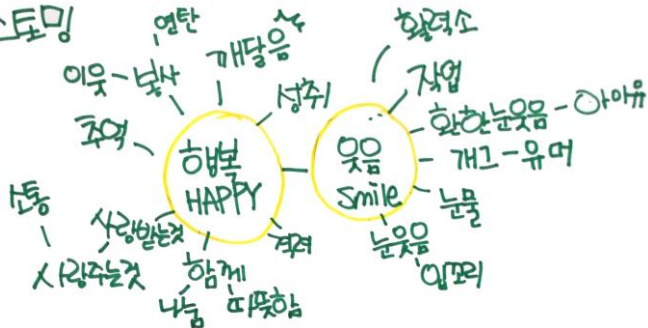 스토밍
연탄
이웃 - 봉사
깨달음
성취
추억
행복
HAPPY
소통
사랑받는것
사랑주는것
함께
나눔
따뜻함
격려
웃음
smile
활력소
직업
환한눈웃음 - 아이유
개그 - 유머
눈물
눈웃음
입꼬리